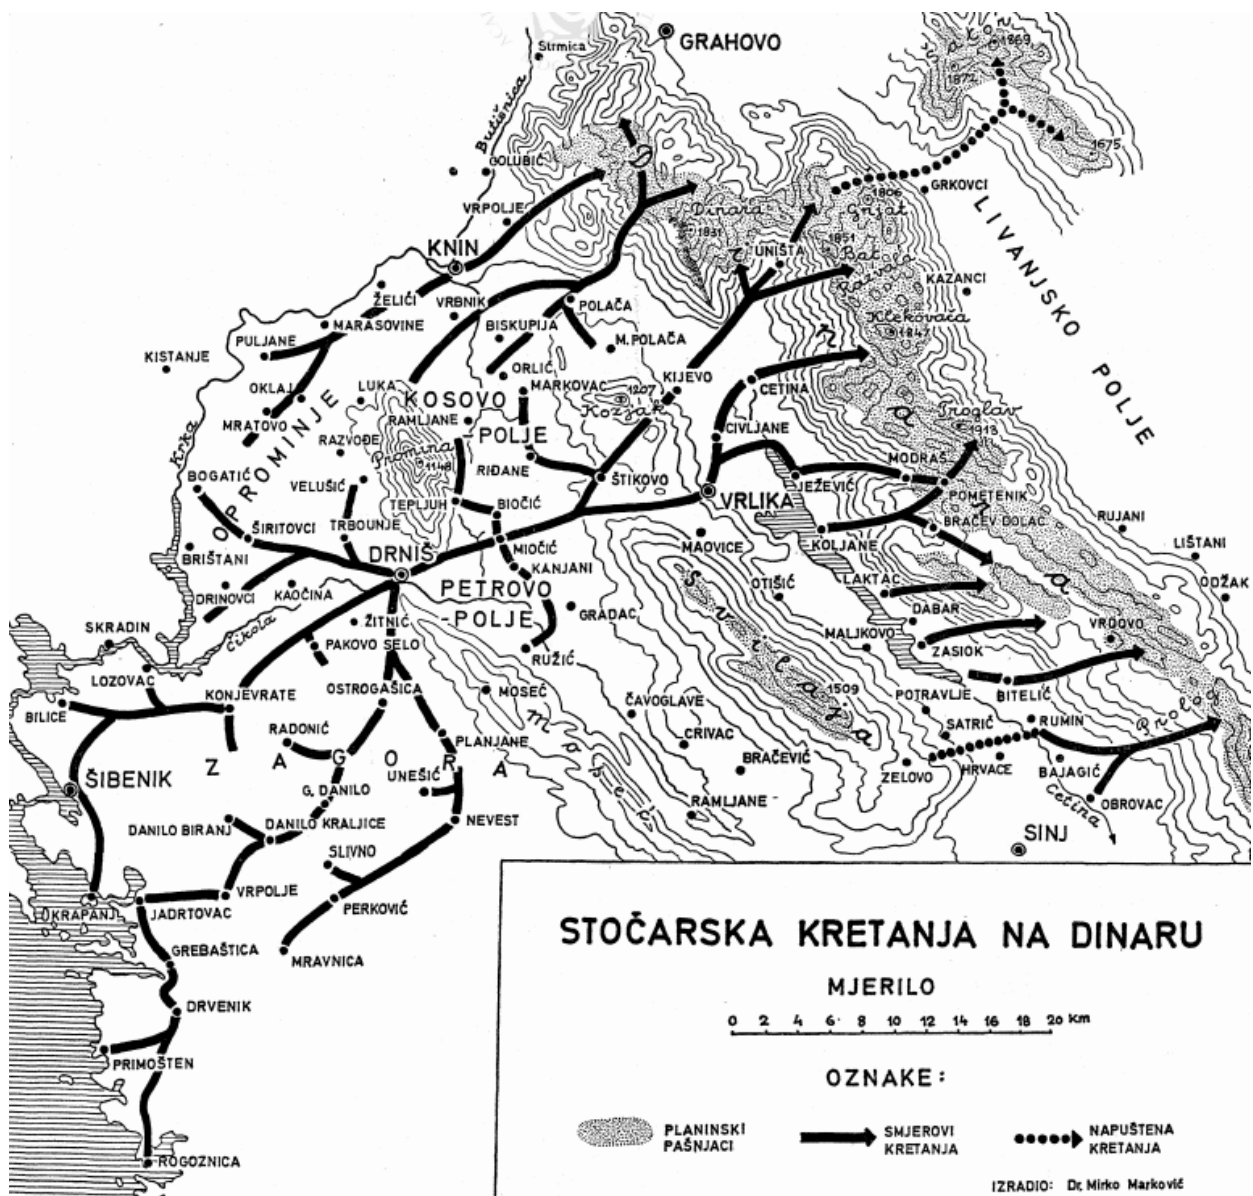 GRAHOVO
Strmica
Butišnica
GOLUBIĆ
1869
1872
1675
VRPOLJE
KNIN
Dinara
1831
UNIŠTA
1806
Gnjat
1851
Bat
Razvala
GRKOVCI
LIVANJSKO POLJE
KAZANCI
ŽELIĆI
VRBNIK
POLAČA
MARASOVINE
BISKUPIJA
M. POLAČA
Klekovača
1847
PULJANE
KISTANJE
OKLAJ
LUKA
ORLIĆ
MARKOVAC
KIJEVO
CETINA
KOSOVO
-POLJE
1207
Kozjak
MRATOVO
RAMLJANE
RAZVOĐE
Promina
1148
CIVLJANE
Troglav
1913
Krka
OPROMINJE
BOGATIĆ
VELUŠIĆ
RIĐANE
ŠTIKOVO
MODRAŠ
JEŽEVIĆ
POMETENIK
VRLIKA
TEPLJUH
BIOČIĆ
ŠIRITOVCI
TRBOUNJE
BRAČEV DOLAC
RUJANI
KOLJANE
MAOVICE
LIŠTANI
BRIŠTANI
DRNIŠ
MIOČIĆ
KANJANI
OTIŠIĆ
LAKTAC
ODŽAK
DRINOVCI
KAOČINA
PETROVO
-POLJE
GRADAC
DABAR
Svilaja
1509
SKRADIN
Čikola
ŽITNIĆ
PAKOVO SELO
RUŽIĆ
MALJKOVO
ZASIOK
VRDOVO
LOZOVAC
KONJEVRATE
OSTROGAŠICA
MOSEĆ
Moseć
ČAVOGLAVE
POTRAVLJE
BITELIĆ
BILICE
RADONIĆ
PLANJANE
CRIVAC
SATRIĆ
RUMIN
Prolog
ZAGORA
ŠIBENIK
UNEŠIĆ
BRAČEVIĆ
ZELOVO
HRVACE
BAJAGIĆ
G. DANILO
RAMLJANE
Cetina
OBROVAC
DANILO BIRANJ
DANILO KRALJICE
NEVEST
SINJ
SLIVNO
VRPOLJE
KRAPANJ
JADRTOVAC
PERKOVIĆ
GREBAŠTICA
MRAVNICA
DRVENIK
PRIMOŠTEN
ROGOZNICA
STOČARSKA KRETANJA NA DINARU
MJERILO
0 2 4 6 8 10 12 14 16 18 20 Km
OZNAKE:
PLANINSKI
PAŠNJACI
SMJEROVI
KRETANJA
NAPUŠTENA
KRETANJA
IZRADIO: Dr, Mirko Marković